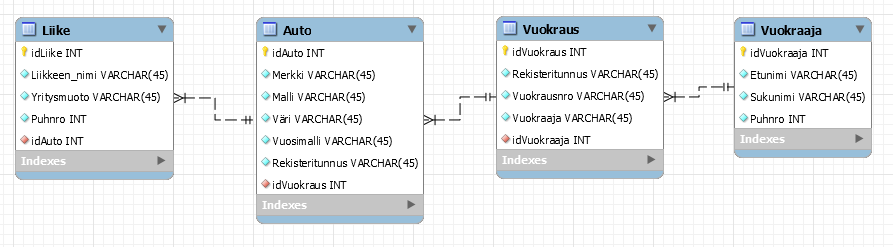 Liike
idLiike INT
Liikkeen_nimi VARCHAR(45)
Yritysmuoto VARCHAR(45)
Puhnro INT
idAuto INT
Indexes
Auto
idAuto INT
Merkki VARCHAR(45)
Malli VARCHAR(45)
Väri VARCHAR(45)
Vuosimalli VARCHAR(45)
Rekisteritunnus VARCHAR(45)
idVuokraus INT
Indexes
Vuokraus
idVuokraus INT
Rekisteritunnus VARCHAR(45)
Vuokrausnro VARCHAR(45)
Vuokraaja VARCHAR(45)
idVuokraaja INT
Indexes
Vuokraaja
idVuokraaja INT
Etunimi VARCHAR(45)
Sukunimi VARCHAR(45)
Puhnro INT
Indexes